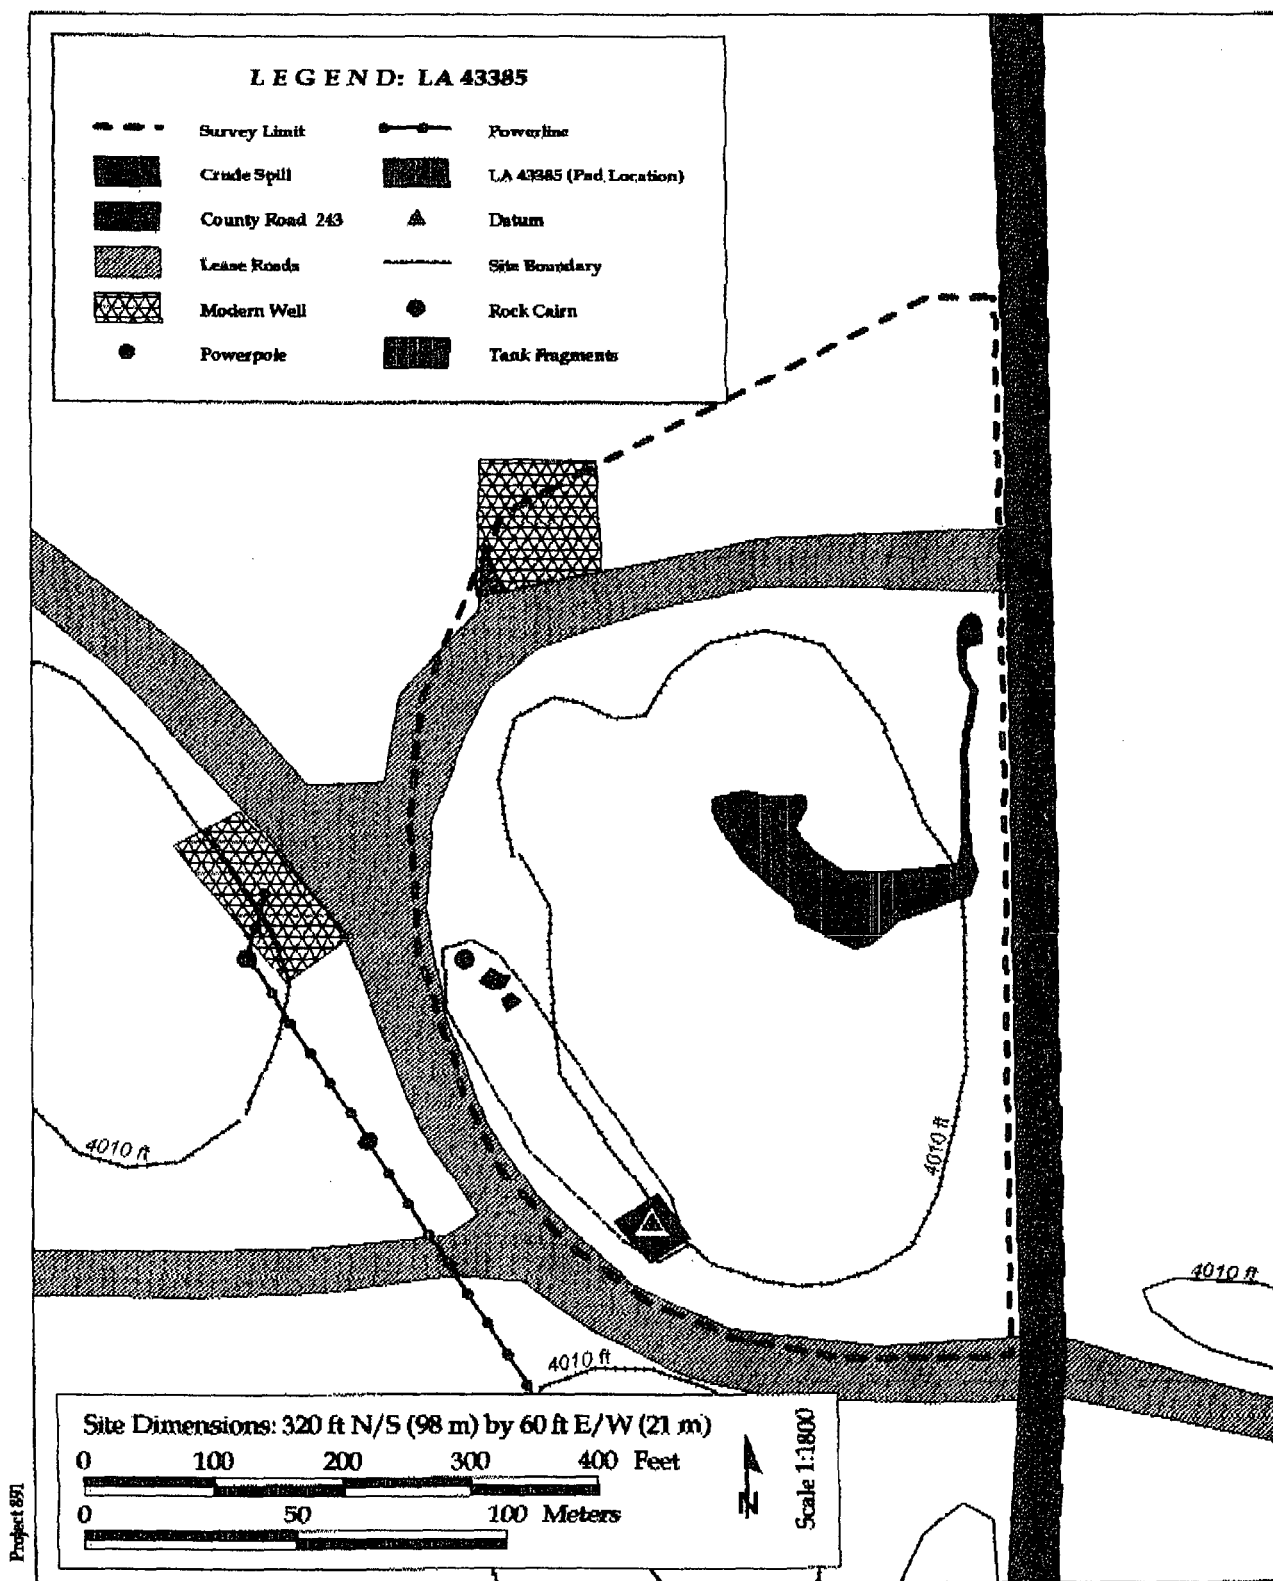 LEGEND: LA 43385
Survey Limit
Powerline
Crude Spill
LA 43385 (Pad Location)
County Road 243
Datum
Lease Roads
Site Boundary
Modern Well
Rock Cairn
Powerpole
Tank Fragments
4010 ft
4010 ft
4010 ft
4010 ft
Site Dimensions: 320 ft N/S (98 m) by 60 ft E/W (21 m)
0 100 200 300 400 Feet
0 50 100 Meters
N
Scale 1:1800
Project 891